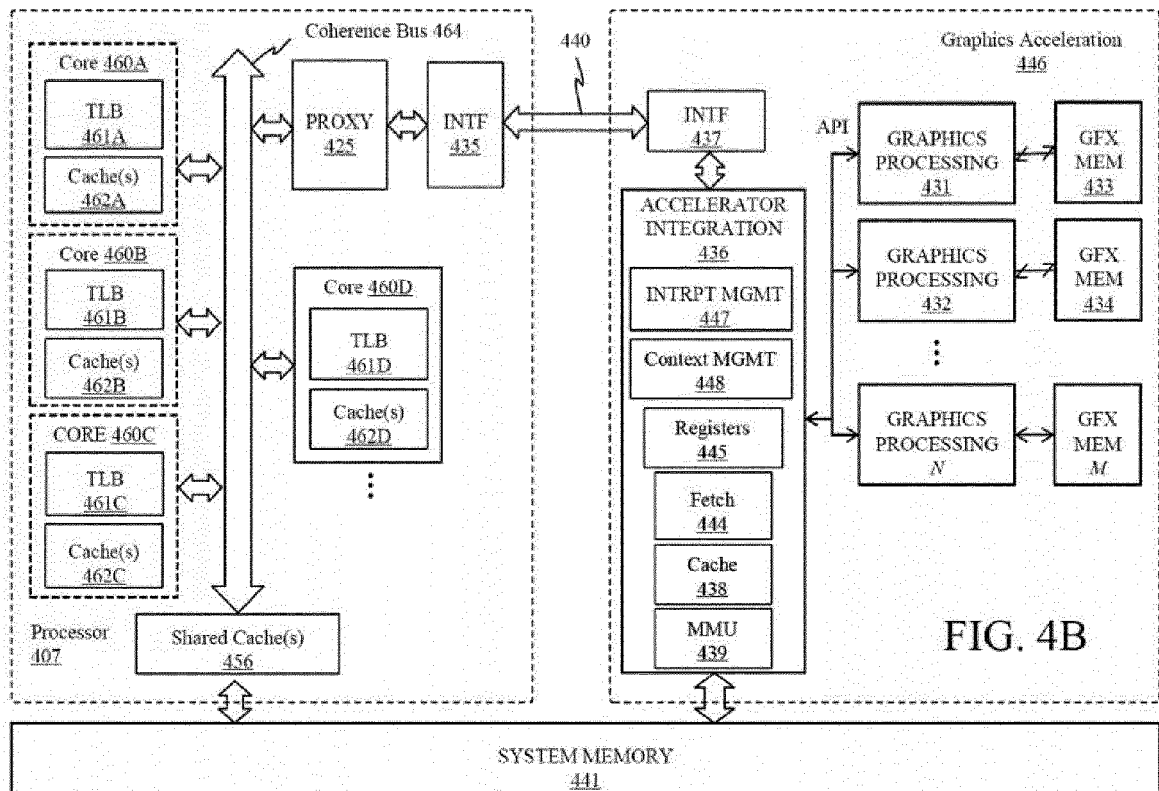 Coherence Bus 464
Core 460A
TLB
461A
Cache(s)
462A
Core 460B
TLB
461B
Cache(s)
462B
CORE 460C
TLB
461C
Cache(s)
462C
PROXY
425
INTF
435
Core 460D
TLB
461D
Cache(s)
462D
Processor
407
Shared Cache(s)
456
440
Graphics Acceleration
446
INTF
437
ACCELERATOR
INTEGRATION
436
INTRPT MGMT
447
Context MGMT
448
Registers
445
Fetch
444
Cache
438
MMU
439
API
GRAPHICS
PROCESSING
431
GFX
MEM
433
GRAPHICS
PROCESSING
432
GFX
MEM
434
GRAPHICS
PROCESSING
N
GFX
MEM
M
FIG. 4B
SYSTEM MEMORY
441